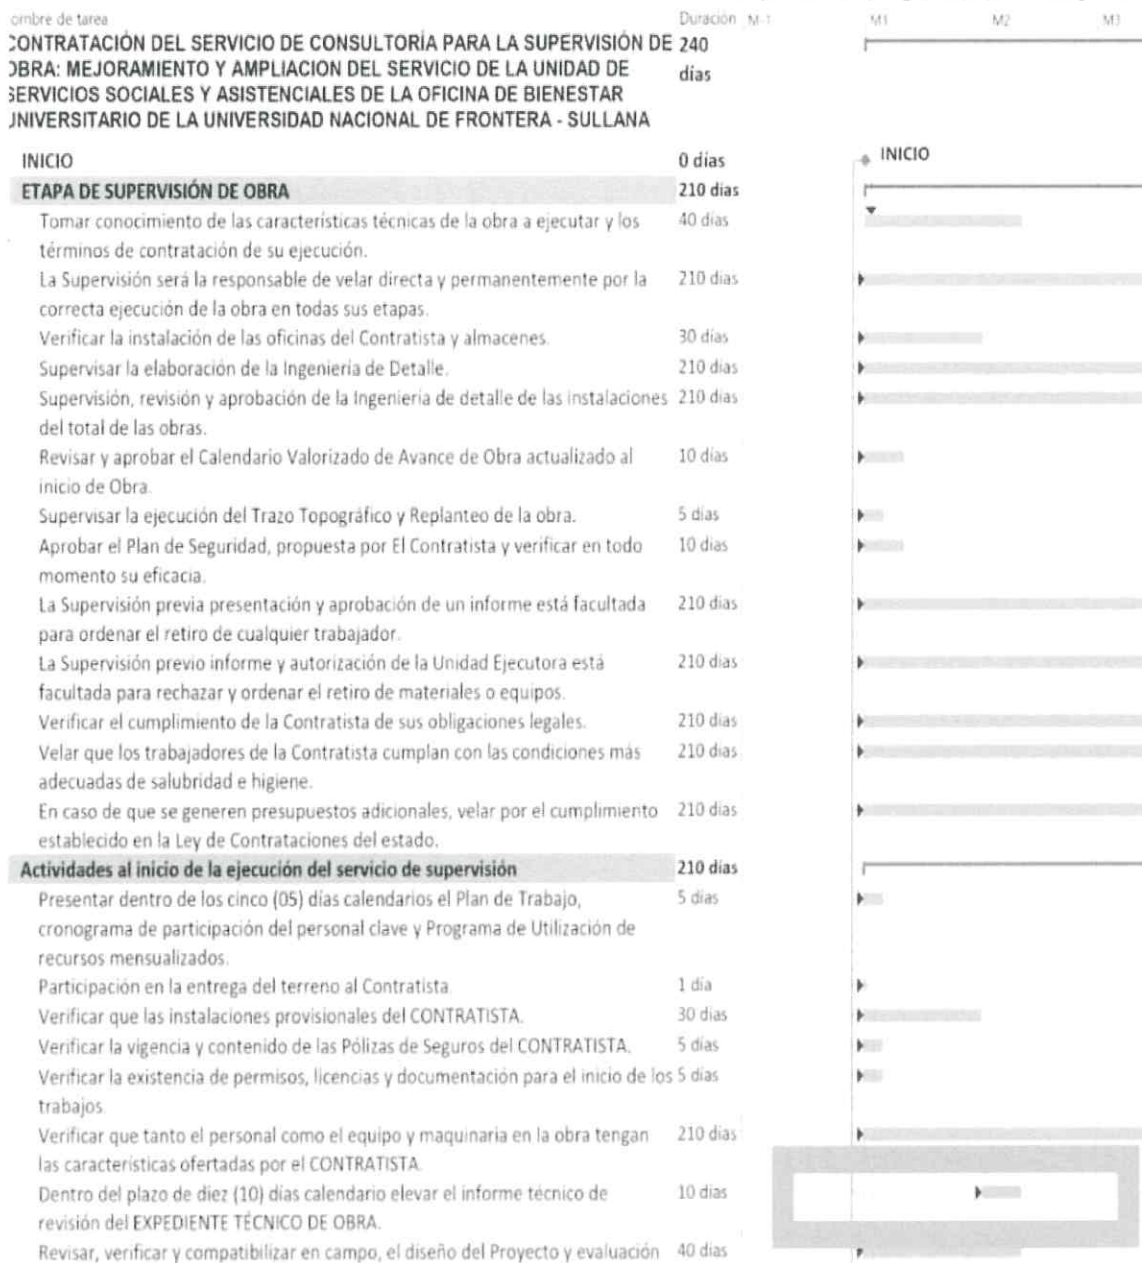 ombre de tarea Duración M-1 M1 M2 M3
CONTRATACIÓN DEL SERVICIO DE CONSULTORÍA PARA LA SUPERVISIÓN DE 240
OBRA: MEJORAMIENTO Y AMPLIACION DEL SERVICIO DE LA UNIDAD DE días
SERVICIOS SOCIALES Y ASISTENCIALES DE LA OFICINA DE BIENESTAR
UNIVERSITARIO DE LA UNIVERSIDAD NACIONAL DE FRONTERA - SULLANA
INICIO 0 días INICIO
ETAPA DE SUPERVISIÓN DE OBRA 210 días
Tomar conocimiento de las características técnicas de la obra a ejecutar y los 40 días
términos de contratación de su ejecución.
La Supervisión será la responsable de velar directa y permanentemente por la 210 días
correcta ejecución de la obra en todas sus etapas.
Verificar la instalación de las oficinas del Contratista y almacenes. 30 días
Supervisar la elaboración de la Ingeniería de Detalle. 210 días
Supervisión, revisión y aprobación de la Ingeniería de detalle de las instalaciones 210 días
del total de las obras.
Revisar y aprobar el Calendario Valorizado de Avance de Obra actualizado al 10 días
inicio de Obra.
Supervisar la ejecución del Trazo Topográfico y Replanteo de la obra. 5 días
Aprobar el Plan de Seguridad, propuesta por El Contratista y verificar en todo 10 días
momento su eficacia.
La Supervisión previa presentación y aprobación de un informe está facultada 210 días
para ordenar el retiro de cualquier trabajador.
La Supervisión previo informe y autorización de la Unidad Ejecutora está 210 días
facultada para rechazar y ordenar el retiro de materiales o equipos.
Verificar el cumplimiento de la Contratista de sus obligaciones legales. 210 días
Velar que los trabajadores de la Contratista cumplan con las condiciones más 210 días
adecuadas de salubridad e higiene.
En caso de que se generen presupuestos adicionales, velar por el cumplimiento 210 días
establecido en la Ley de Contrataciones del estado.
Actividades al inicio de la ejecución del servicio de supervisión 210 días
Presentar dentro de los cinco (05) días calendarios el Plan de Trabajo, 5 días
cronograma de participación del personal clave y Programa de Utilización de
recursos mensualizados.
Participación en la entrega del terreno al Contratista 1 día
Verificar que las instalaciones provisionales del CONTRATISTA. 30 días
Verificar la vigencia y contenido de las Pólizas de Seguros del CONTRATISTA. 5 días
Verificar la existencia de permisos, licencias y documentación para el inicio de los 5 días
trabajos.
Verificar que tanto el personal como el equipo y maquinaria en la obra tengan 210 días
las características ofertadas por el CONTRATISTA.
Dentro del plazo de diez (10) días calendario elevar el informe técnico de 10 días
revisión del EXPEDIENTE TÉCNICO DE OBRA.
Revisar, verificar y compatibilizar en campo, el diseño del Proyecto y evaluación 40 días